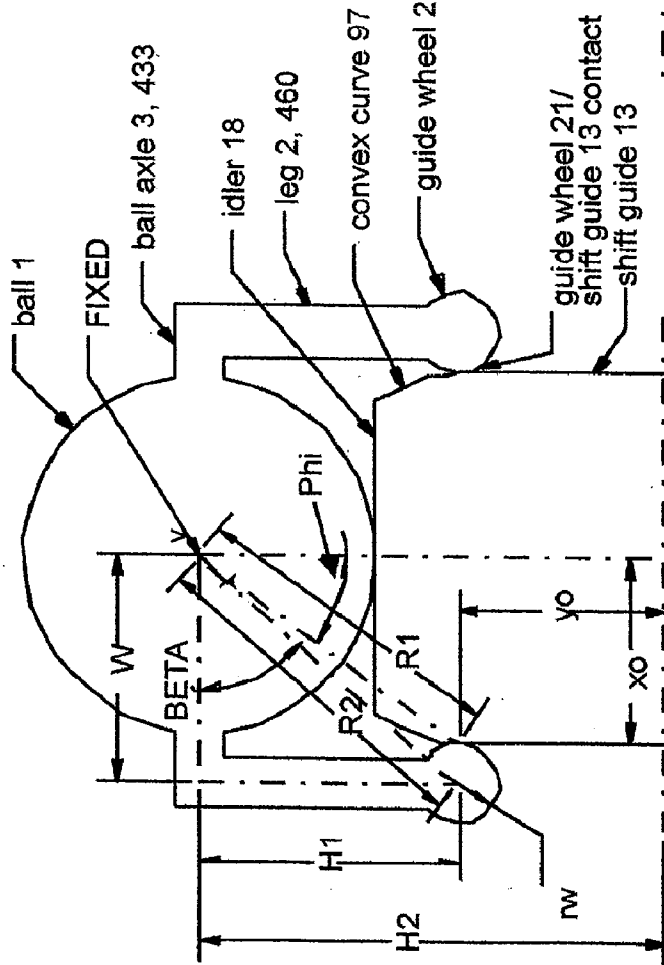 ball 1
FIXED
ball axle 3, 433
idler 18
leg 2, 460
convex curve 97
guide wheel 2
guide wheel 21/
shift guide 13 contact
shift guide 13
W
BETA
Phi
R2
R1
H1
H2
rw
yo
xo